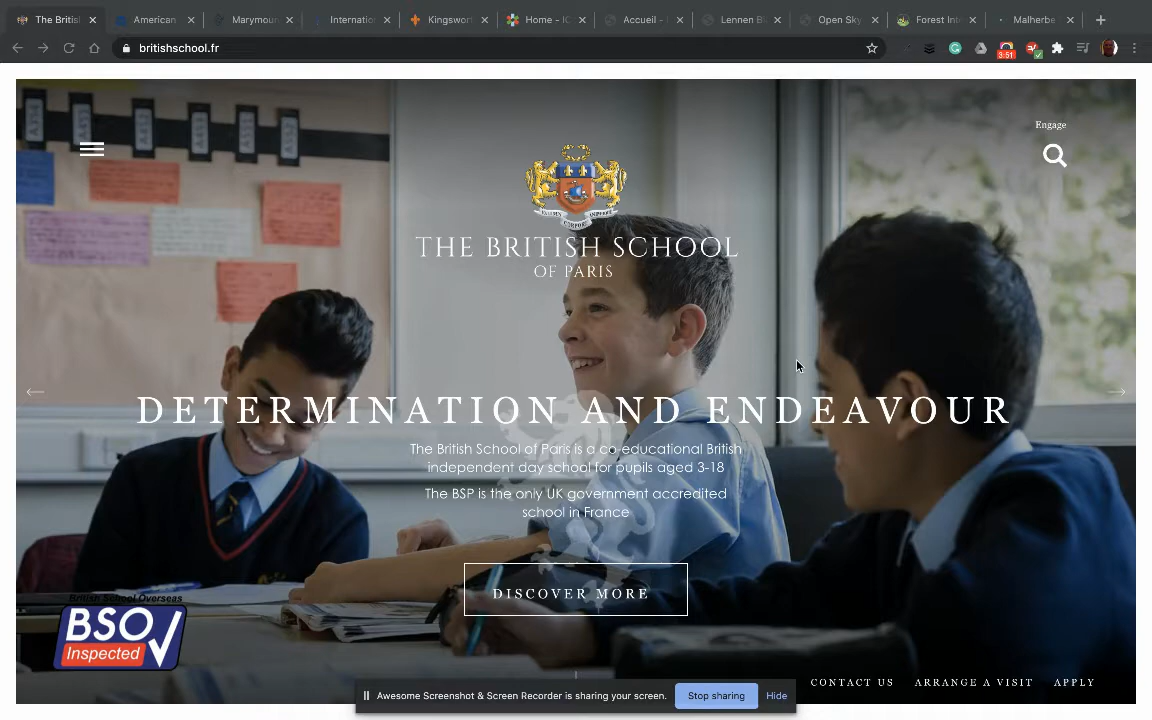 The Britis
American
Marymoun
Internation
Kingswort
Home - IC
Accueil -
Lennen B
Open Sky
Forest Int
Malherbe
britishschool.fr
3:51
Engage
THE BRITISH SCHOOL
OF PARIS
DETERMINATION AND ENDEAVOUR
The British School of Paris is a co-educational British
independent day school for pupils aged 3-18
The BSP is the only UK government accredited
school in France
DISCOVER MORE
British School Overseas
BSO
Inspected
CONTACT US ARRANGE A VISIT APPLY
Awesome Screenshot & Screen Recorder is sharing your screen. Stop sharing Hide